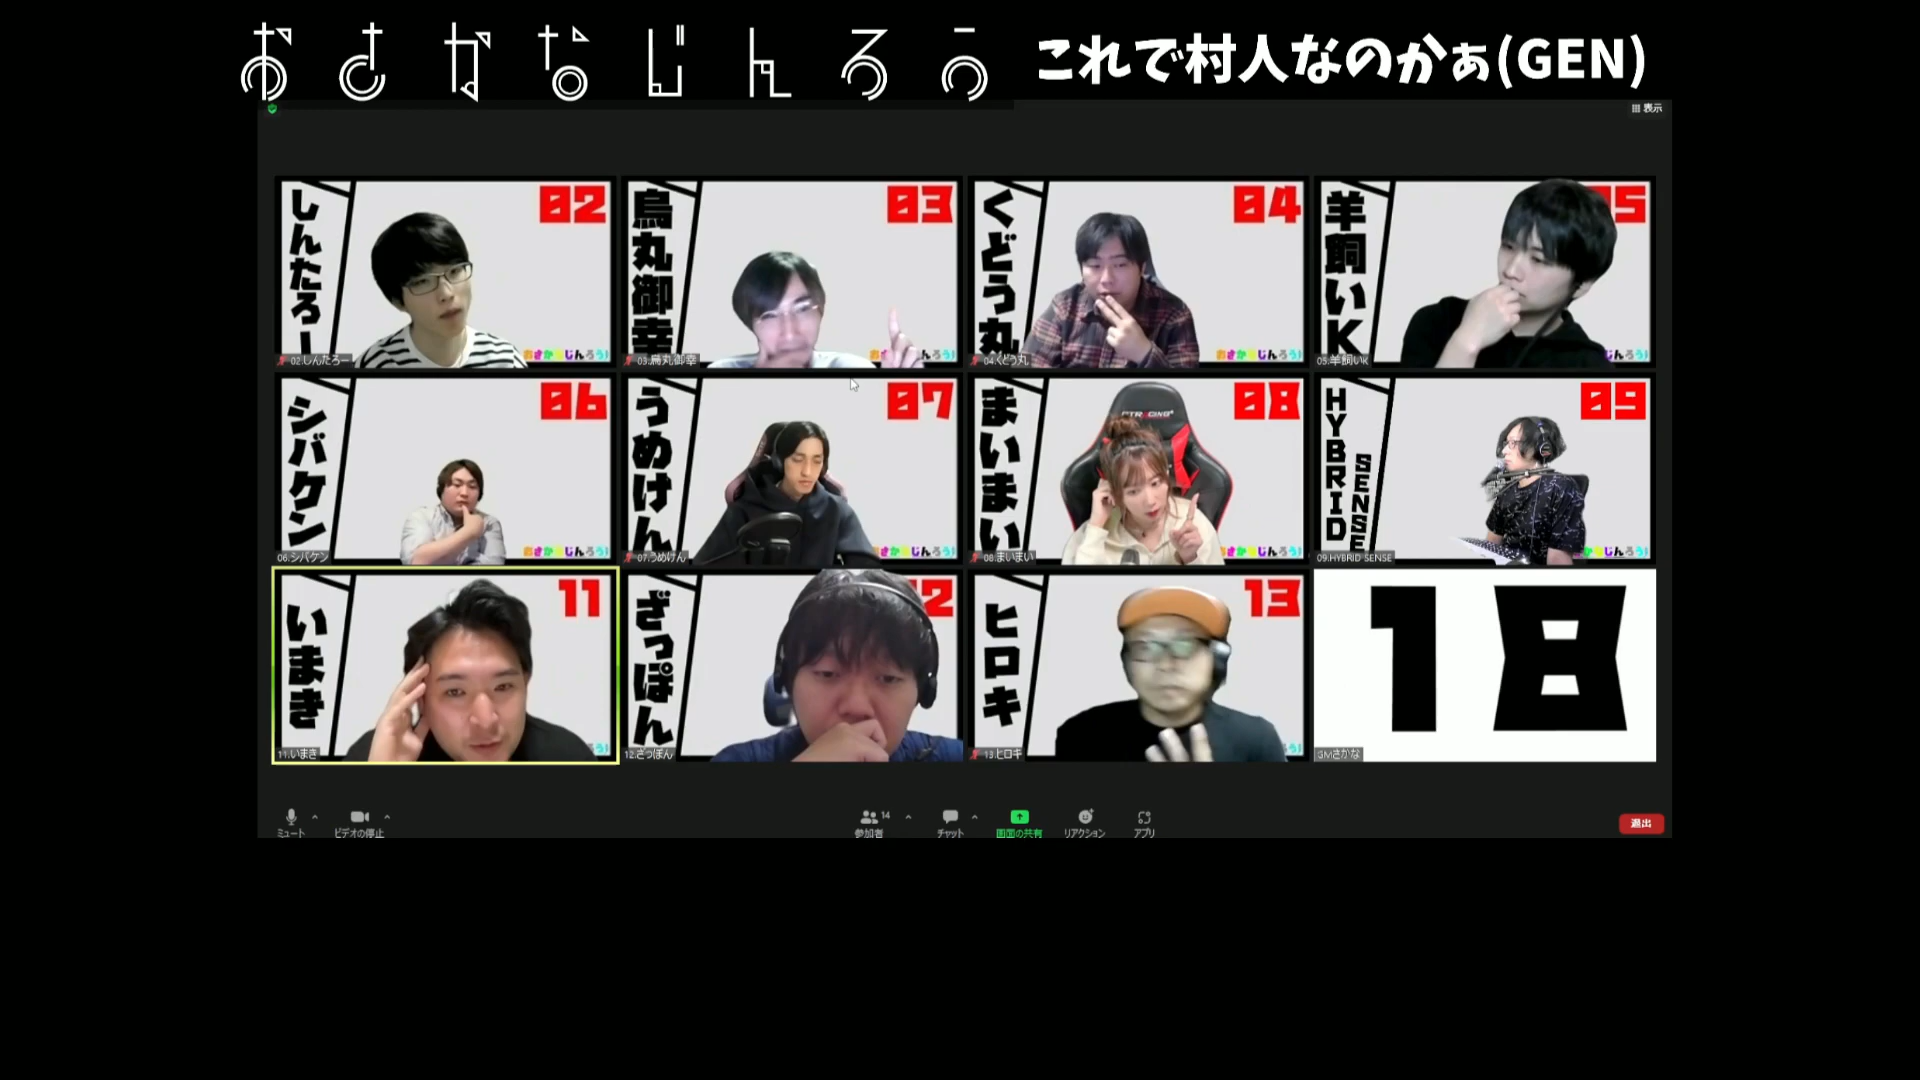 おさかなじんろう これで村人なのかぁ(GEN)
表示
しんたろー 02
02.しんたろー
烏丸御幸 03
03.烏丸御幸
くどう丸 04
04.くどう丸
羊飼いK 05
05.羊飼いK
シバケン 06
06.シバケン
うめけん 07
07.うめけん
まいまい 08
GTRACING
08.まいまい
HYBRID SENSE 09
09.HYBRID SENSE
いまき 11
11.いまき
ざっぽん 12
12.ざっぽん
ヒロキ 13
13.ヒロキ
18
GMさかな
ミュート ビデオの停止 参加者 14 チャット 画面の共有 リアクション アプリ 退出